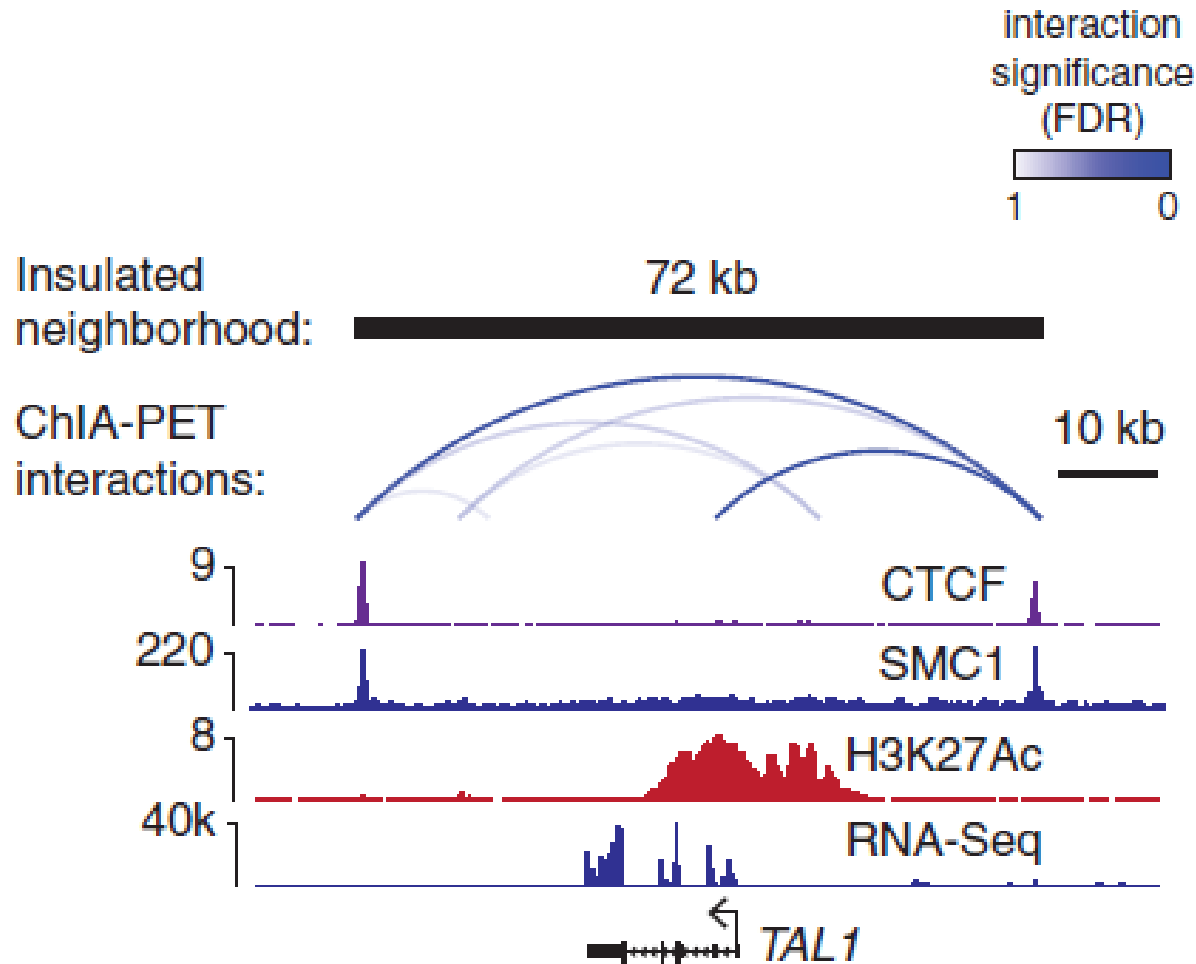 interaction
significance
(FDR)
1 0
Insulated
neighborhood:
72 kb
ChIA-PET
interactions:
10 kb
9
CTCF
220
SMC1
8
H3K27Ac
40k
RNA-Seq
TAL1